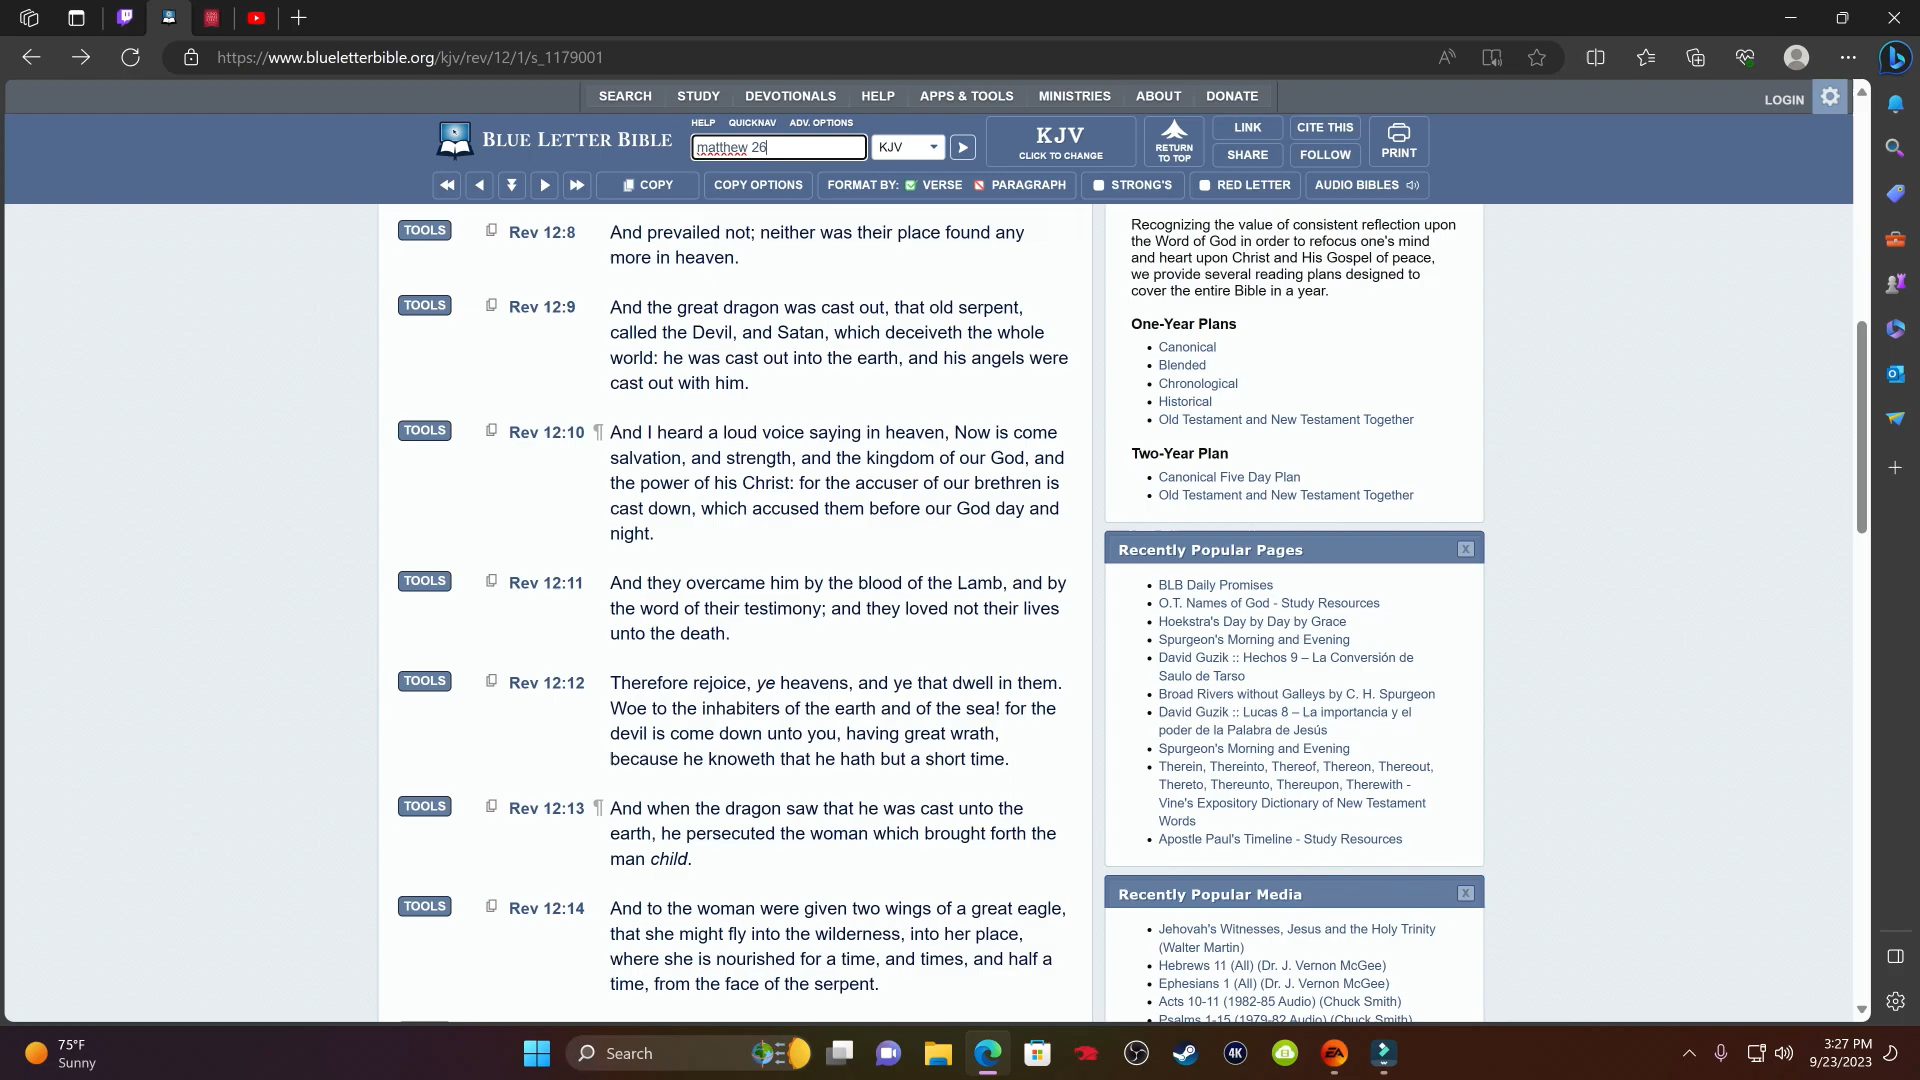 https://www.blueletterbible.org/kjv/rev/12/1/s_1179001
SEARCH STUDY DEVOTIONALS HELP APPS & TOOLS MINISTRIES ABOUT DONATE
LOGIN
BLUE LETTER BIBLE
HELP QUICKNAV ADV. OPTIONS
matthew 26
KJV
KJV
CLICK TO CHANGE
RETURN
TO TOP
LINK
CITE THIS
SHARE
FOLLOW
PRINT
COPY
COPY OPTIONS
FORMAT BY: VERSE PARAGRAPH
STRONG'S
RED LETTER
AUDIO BIBLES
TOOLS Rev 12:8 And prevailed not; neither was their place found any
more in heaven.
TOOLS Rev 12:9 And the great dragon was cast out, that old serpent,
called the Devil, and Satan, which deceiveth the whole
world: he was cast out into the earth, and his angels were
cast out with him.
TOOLS Rev 12:10 ¶ And I heard a loud voice saying in heaven, Now is come
salvation, and strength, and the kingdom of our God, and
the power of his Christ: for the accuser of our brethren is
cast down, which accused them before our God day and
night.
TOOLS Rev 12:11 And they overcame him by the blood of the Lamb, and by
the word of their testimony; and they loved not their lives
unto the death.
TOOLS Rev 12:12 Therefore rejoice, ye heavens, and ye that dwell in them.
Woe to the inhabiters of the earth and of the sea! for the
devil is come down unto you, having great wrath,
because he knoweth that he hath but a short time.
TOOLS Rev 12:13 ¶ And when the dragon saw that he was cast unto the
earth, he persecuted the woman which brought forth the
man child.
TOOLS Rev 12:14 And to the woman were given two wings of a great eagle,
that she might fly into the wilderness, into her place,
where she is nourished for a time, and times, and half a
time, from the face of the serpent.
Recognizing the value of consistent reflection upon
the Word of God in order to refocus one's mind
and heart upon Christ and His Gospel of peace,
we provide several reading plans designed to
cover the entire Bible in a year.
One-Year Plans
• Canonical
• Blended
• Chronological
• Historical
• Old Testament and New Testament Together
Two-Year Plan
• Canonical Five Day Plan
• Old Testament and New Testament Together
Recently Popular Pages X
• BLB Daily Promises
• O.T. Names of God - Study Resources
• Hoekstra's Day by Day by Grace
• Spurgeon's Morning and Evening
• David Guzik :: Hechos 9 – La Conversión de
Saulo de Tarso
• Broad Rivers without Galleys by C. H. Spurgeon
• David Guzik :: Lucas 8 – La importancia y el
poder de la Palabra de Jesús
• Spurgeon's Morning and Evening
• Therein, Thereinto, Thereof, Thereon, Thereout,
Thereto, Thereunto, Thereupon, Therewith -
Vine's Expository Dictionary of New Testament
Words
• Apostle Paul's Timeline - Study Resources
Recently Popular Media X
• Jehovah's Witnesses, Jesus and the Holy Trinity
(Walter Martin)
• Hebrews 11 (All) (Dr. J. Vernon McGee)
• Ephesians 1 (All) (Dr. J. Vernon McGee)
• Acts 10-11 (1982-85 Audio) (Chuck Smith)
• Psalms 1-15 (1979-82 Audio) (Chuck Smith)
75°F
Sunny
Search
4K
EA
3:27 PM
9/23/2023